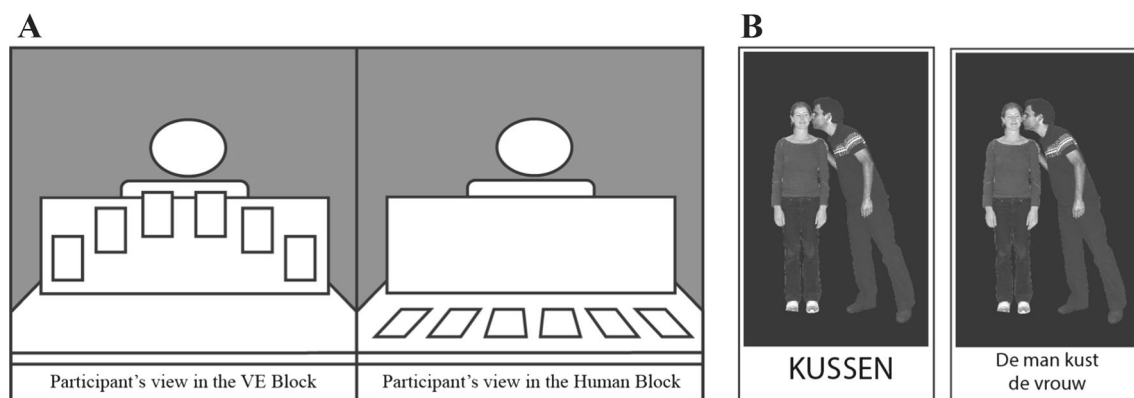 A
B
Participant's view in the VE Block
Participant's view in the Human Block
KUSSEN
De man kust
de vrouw